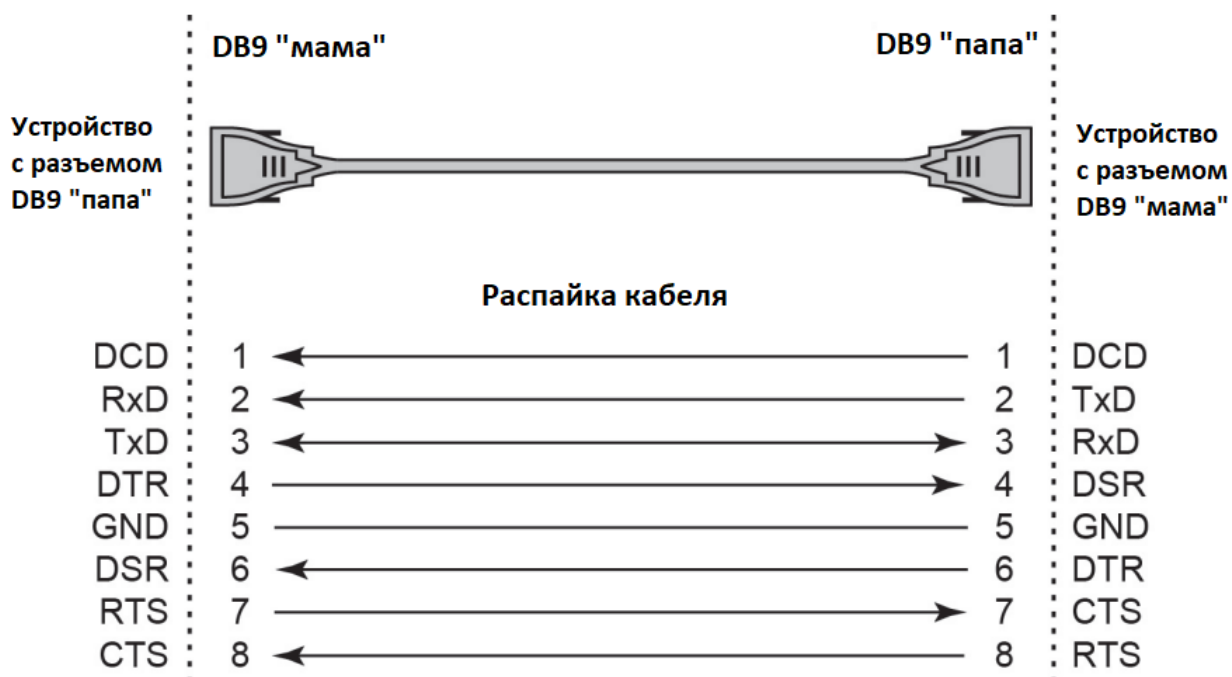 DB9 "мама"
DB9 "папа"
Устройство
с разъемом
DB9 "папа"
Устройство
с разъемом
DB9 "мама"
Распайка кабеля
DCD 1 1 DCD
RxD 2 2 TxD
TxD 3 3 RxD
DTR 4 4 DSR
GND 5 5 GND
DSR 6 6 DTR
RTS 7 7 CTS
CTS 8 8 RTS